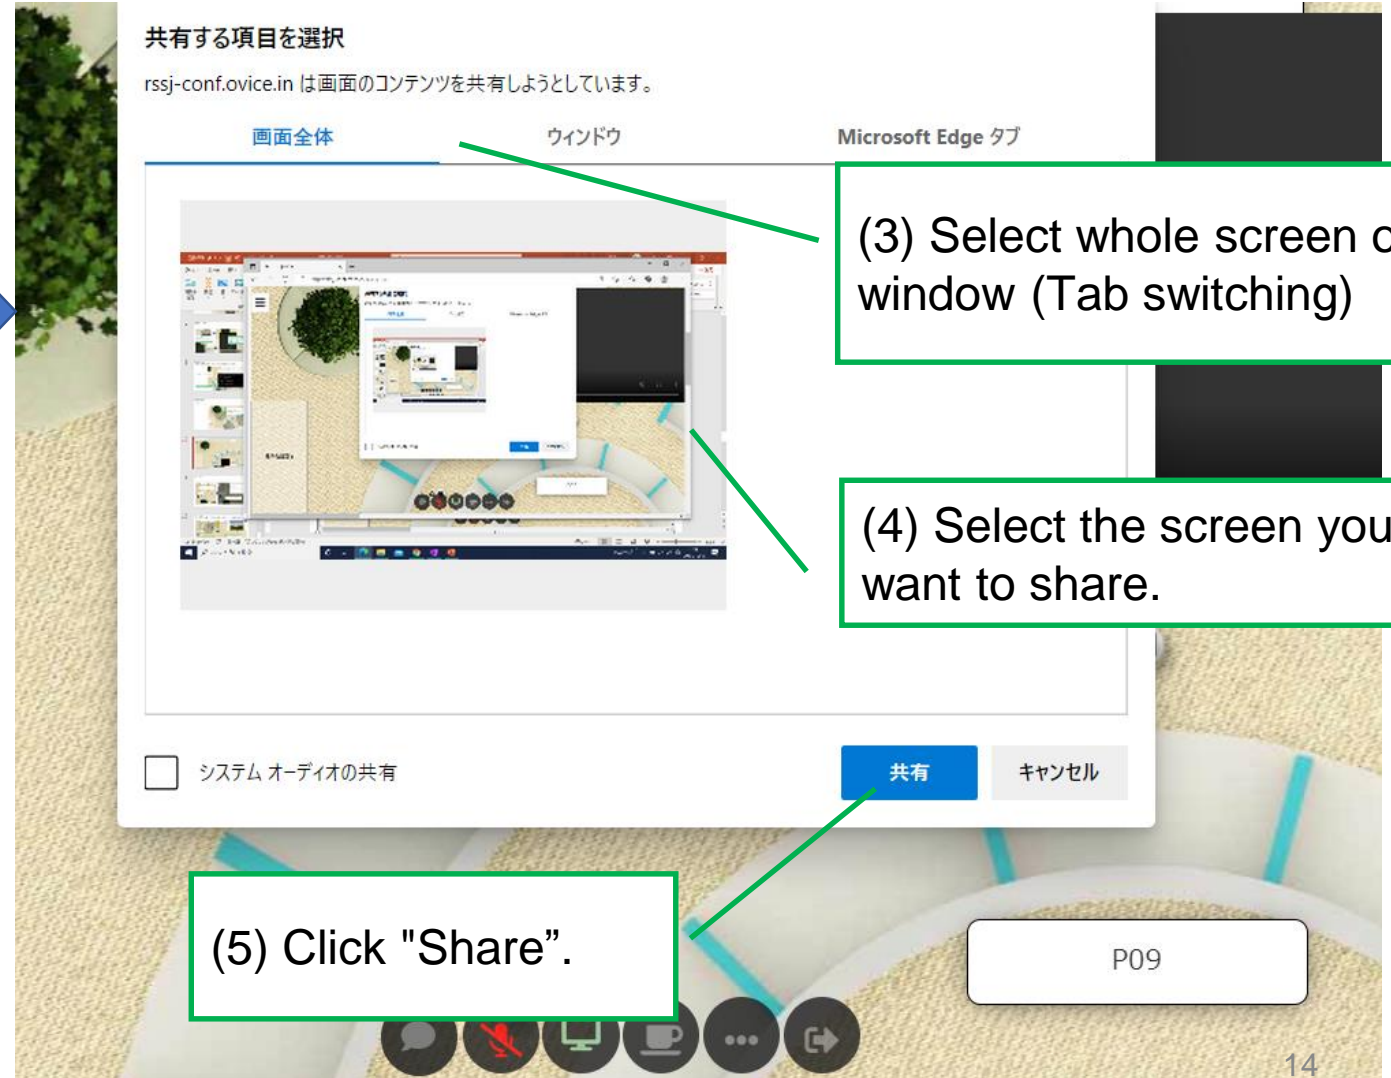 共有する項目を選択
rssj-conf.ovice.in は画面のコンテンツを共有しようとしています。
画面全体
ウィンドウ
Microsoft Edge タブ
(3) Select whole screen
window (Tab switching)
(4) Select the screen you
want to share.
システム オーディオの共有
共有
キャンセル
(5) Click "Share”.
P09
14